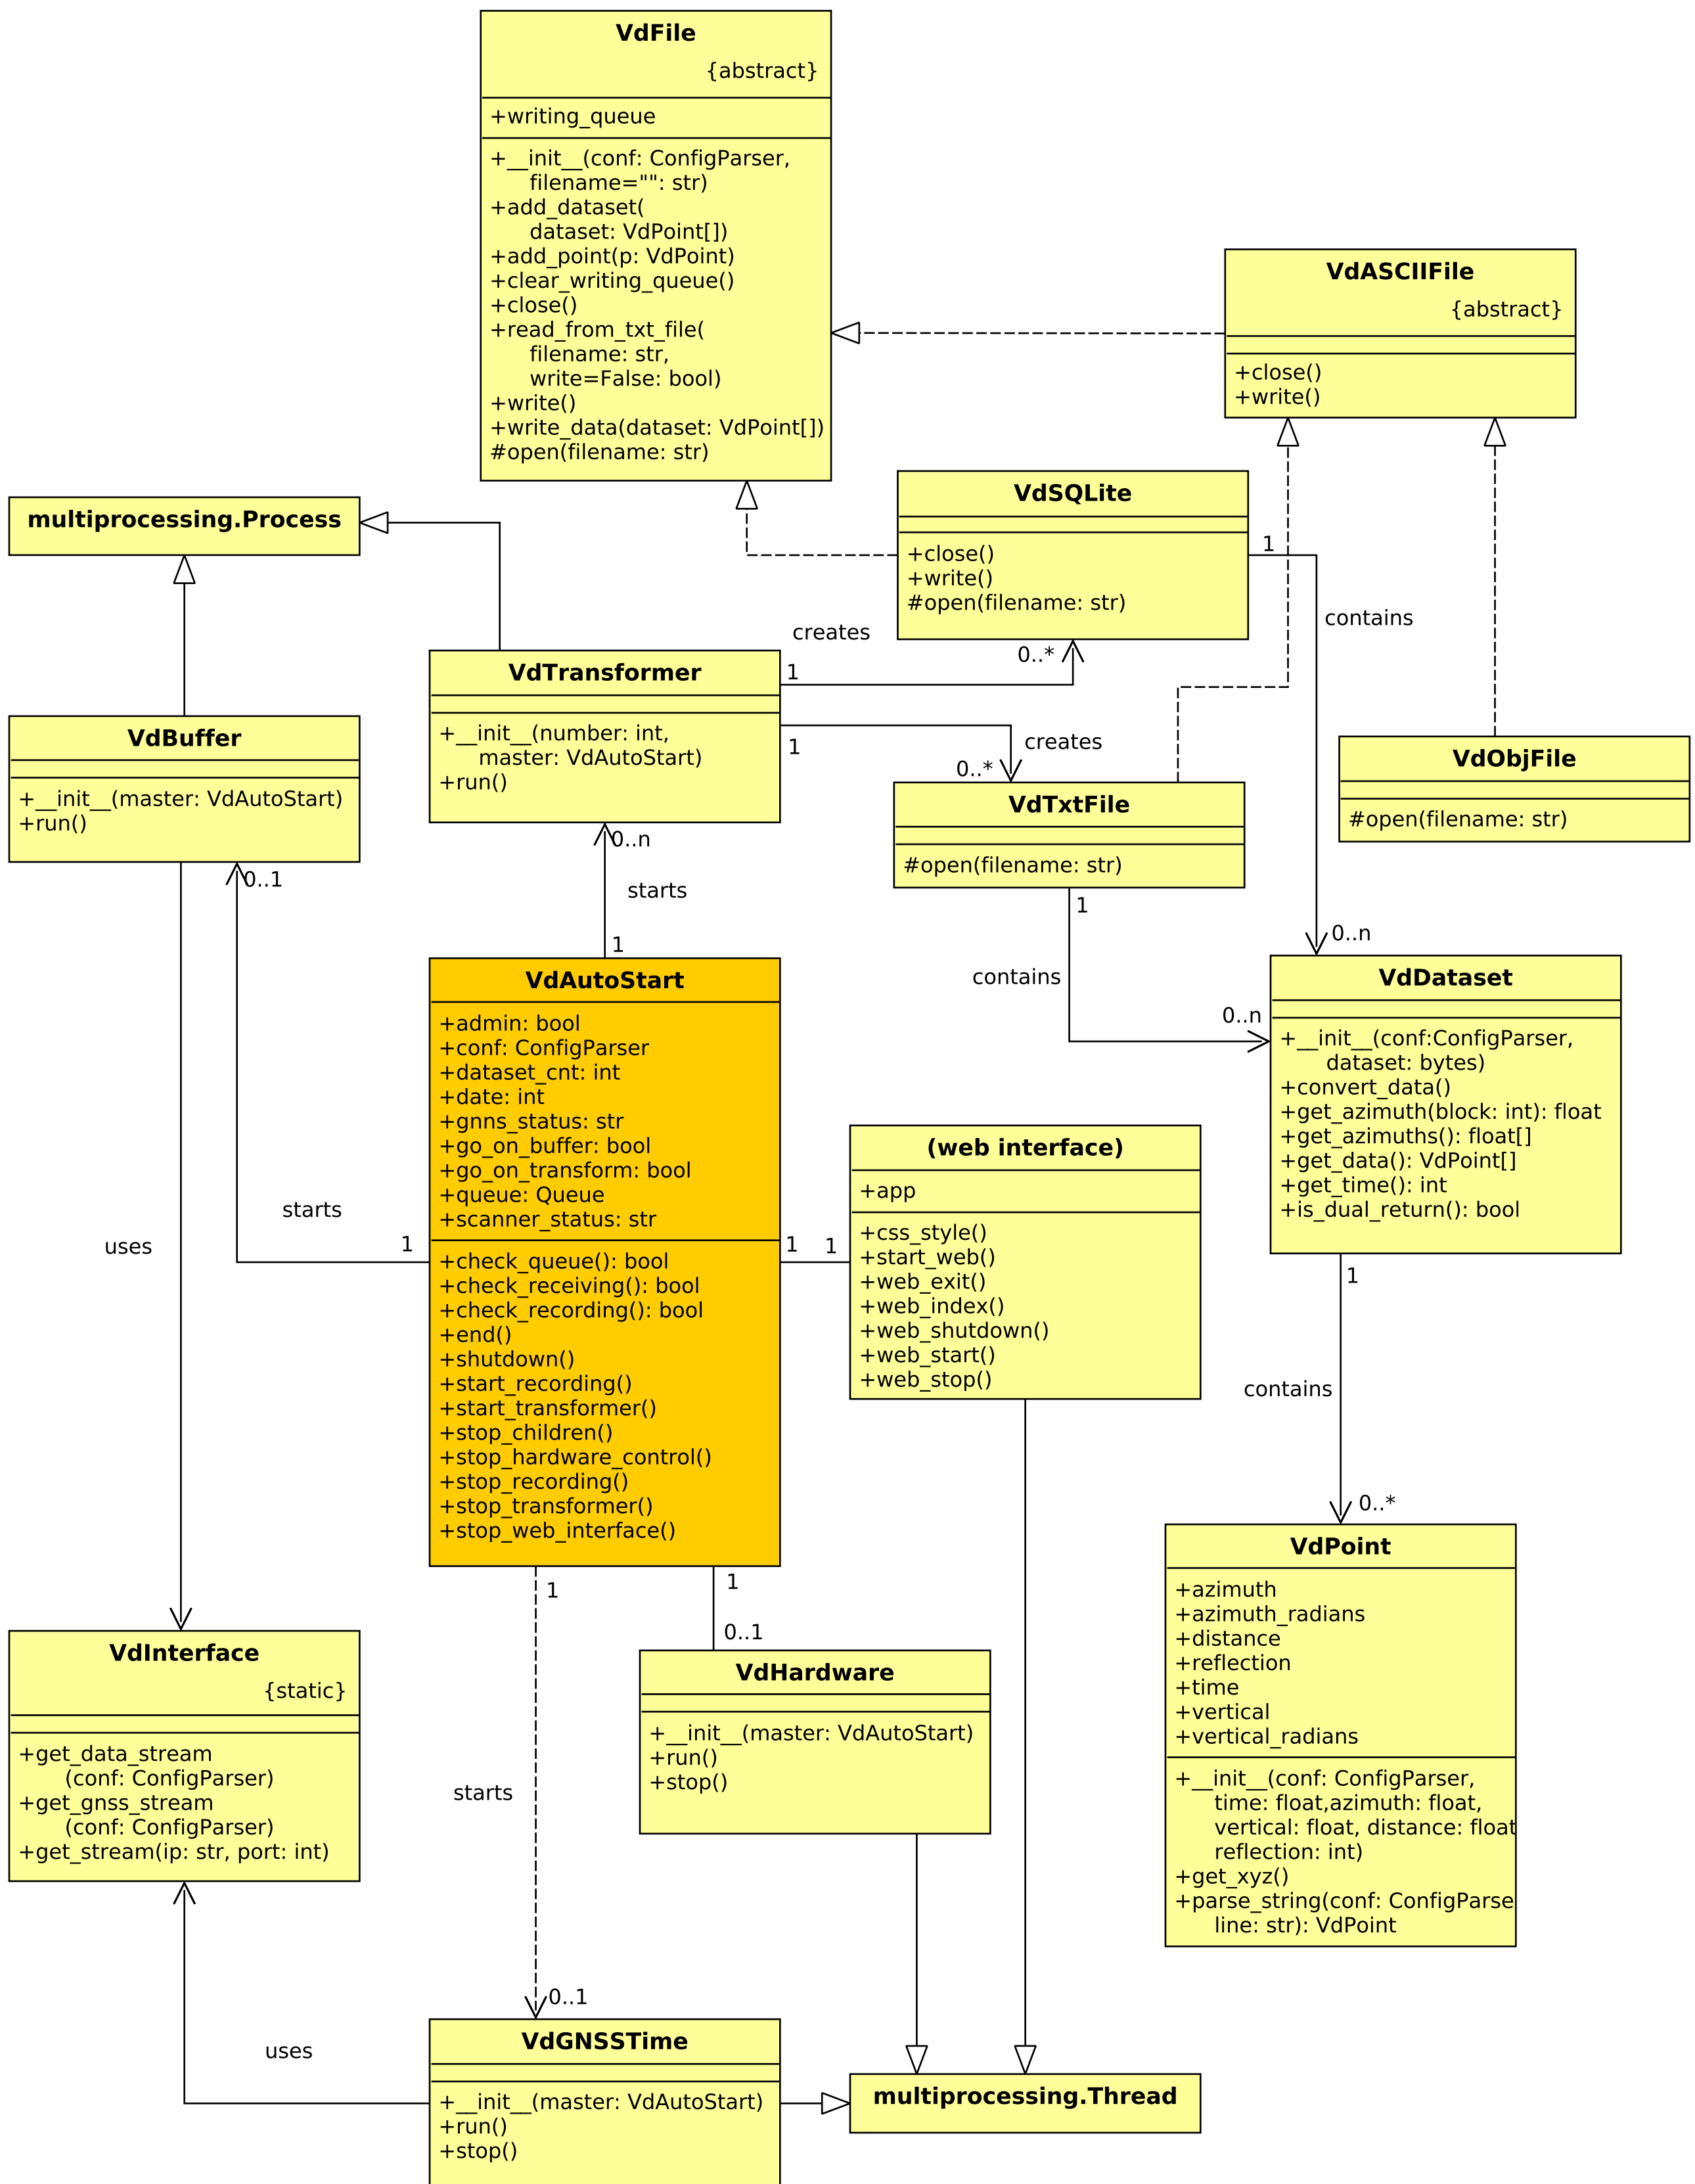 VdFile
{abstract}
+writing_queue
+__init__(conf: ConfigParser,
filename="": str)
+add_dataset(
dataset: VdPoint[])
+add_point(p: VdPoint)
+clear_writing_queue()
+close()
+read_from_txt_file(
filename: str,
write=False: bool)
+write()
+write_data(dataset: VdPoint[])
#open(filename: str)
VdASCIIFile
{abstract}
+close()
+write()
VdSQLite
+close()
+write()
#open(filename: str)
1
contains
0..n
multiprocessing.Process
VdTransformer
+__init__(number: int,
master: VdAutoStart)
+run()
creates
1
0..*
1
creates
0..*
VdBuffer
+__init__(master: VdAutoStart)
+run()
0..1
VdTxtFile
#open(filename: str)
VdObjFile
#open(filename: str)
0..n
starts
1
1
contains
0..n
VdAutoStart
+admin: bool
+conf: ConfigParser
+dataset_cnt: int
+date: int
+gnns_status: str
+go_on_buffer: bool
+go_on_transform: bool
+queue: Queue
+scanner_status: str
+check_queue(): bool
+check_receiving(): bool
+check_recording(): bool
+end()
+shutdown()
+start_recording()
+start_transformer()
+stop_children()
+stop_hardware_control()
+stop_recording()
+stop_transformer()
+stop_web_interface()
starts
1
uses
1
1
(web interface)
+app
+css_style()
+start_web()
+web_exit()
+web_index()
+web_shutdown()
+web_start()
+web_stop()
VdDataset
+__init__(conf:ConfigParser,
dataset: bytes)
+convert_data()
+get_azimuth(block: int): float
+get_azimuths(): float[]
+get_data(): VdPoint[]
+get_time(): int
+is_dual_return(): bool
1
contains
0..*
VdPoint
+azimuth
+azimuth_radians
+distance
+reflection
+time
+vertical
+vertical_radians
+__init__(conf: ConfigParser,
time: float,azimuth: float,
vertical: float, distance: float
reflection: int)
+get_xyz()
+parse_string(conf: ConfigParse
line: str): VdPoint
1
starts
0..1
1
0..1
VdHardware
+__init__(master: VdAutoStart)
+run()
+stop()
VdInterface
{static}
+get_data_stream
(conf: ConfigParser)
+get_gnss_stream
(conf: ConfigParser)
+get_stream(ip: str, port: int)
uses
VdGNSSTime
+__init__(master: VdAutoStart)
+run()
+stop()
multiprocessing.Thread